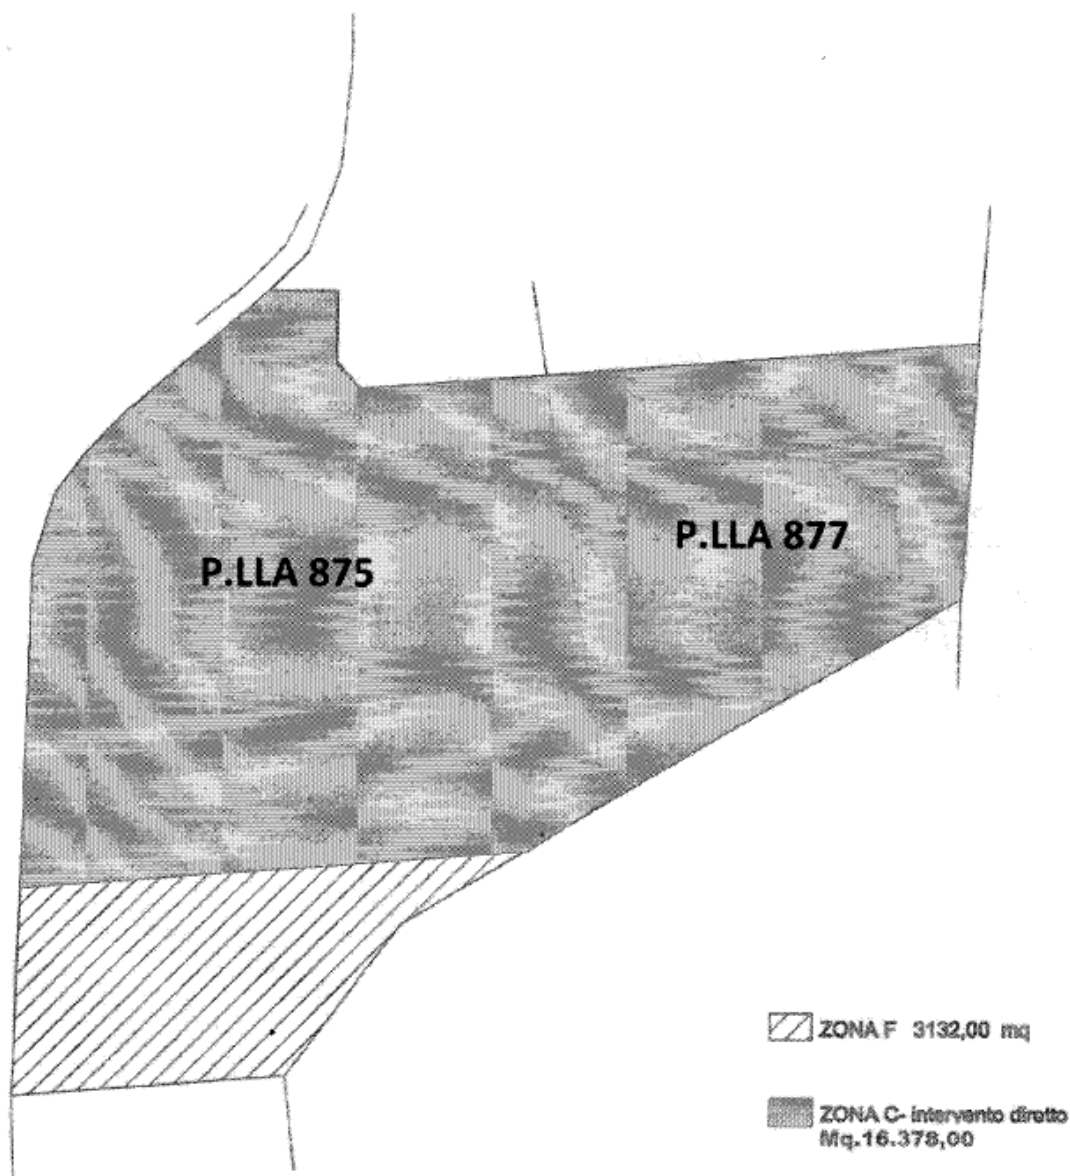 P.LLA 877
P.LLA 875
ZONA F 3132,00 mq
ZONA C- intervento diretto
Mq.16.378,00